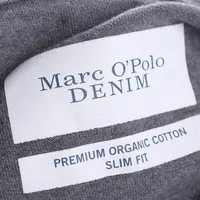 Marc O'Polo
DENIM
PREMIUM ORGANIC COTTON
SLIM FIT